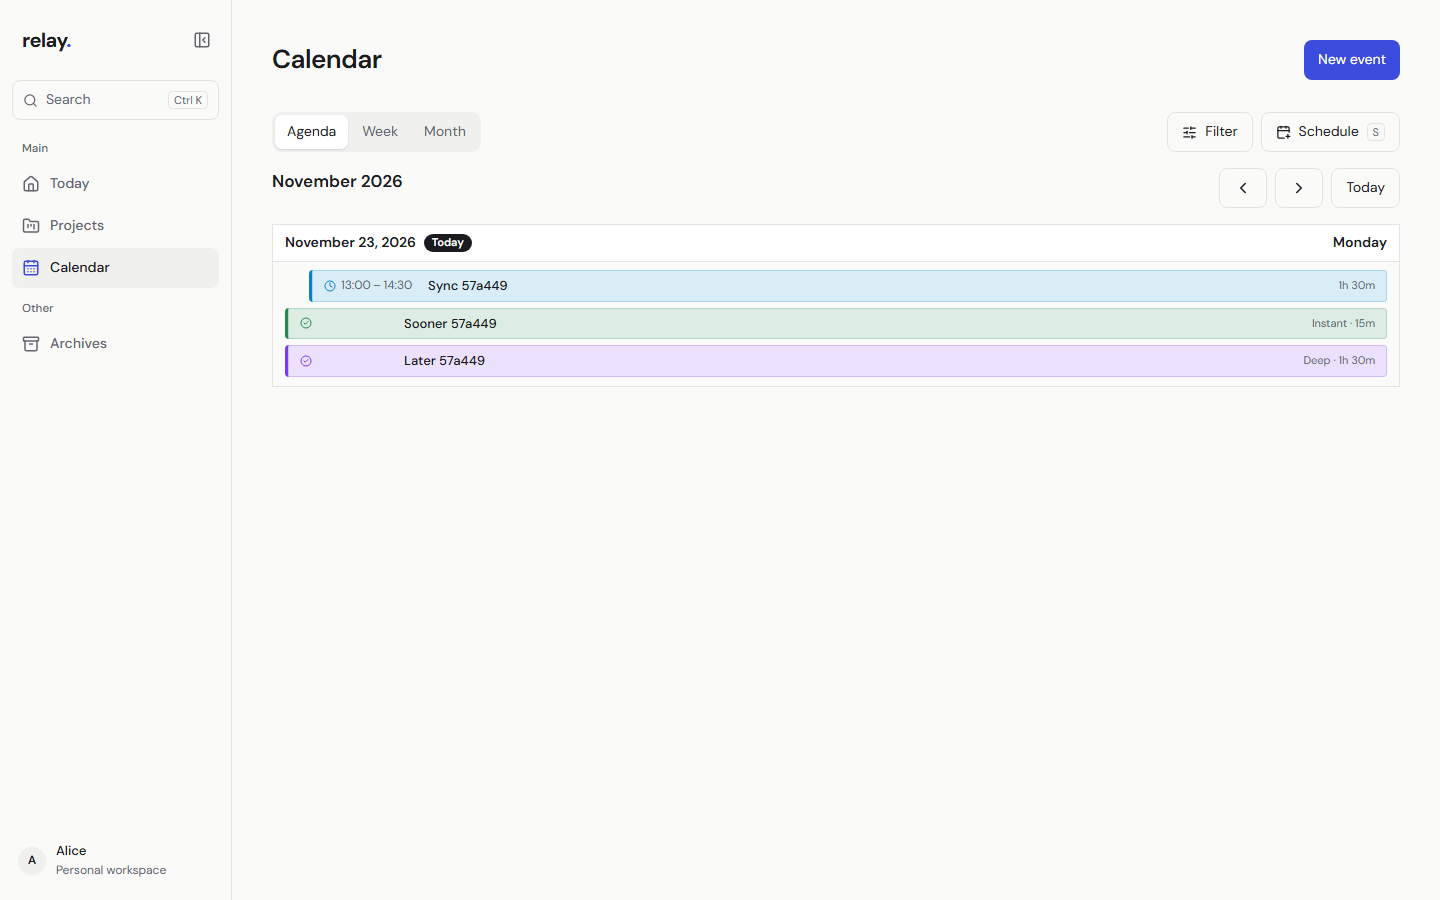 relay.
Search Ctrl K
Main
Today
Projects
Calendar
Other
Archives
A
Alice
Personal workspace
Calendar
New event
Agenda Week Month
Filter Schedule S
November 2026
Today
November 23, 2026 Today Monday
13:00 – 14:30 Sync 57a449 1h 30m
Sooner 57a449 Instant · 15m
Later 57a449 Deep · 1h 30m